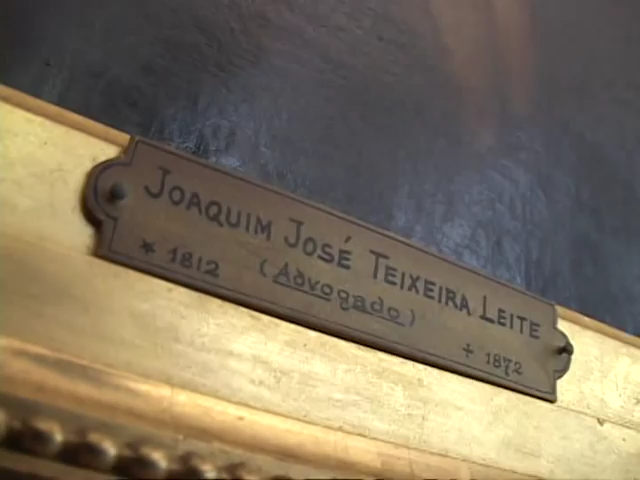 JOAQUIM JOSÉ TEIXEIRA LEITE
* 1812 (Advogado) + 1872